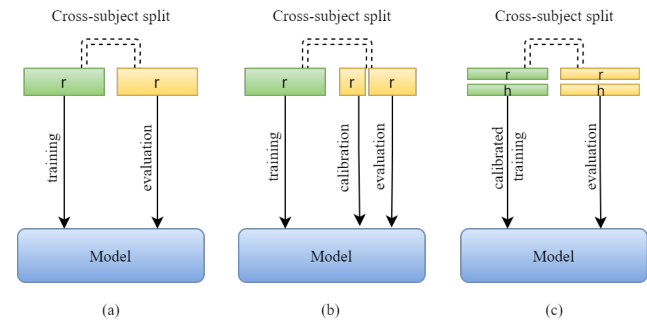 Cross-subject split
r
r
training
evaluation
Model
(a)
Cross-subject split
r
r
r
training
calibration
evaluation
Model
(b)
Cross-subject split
r
h
r
h
calibrated
training
evaluation
Model
(c)